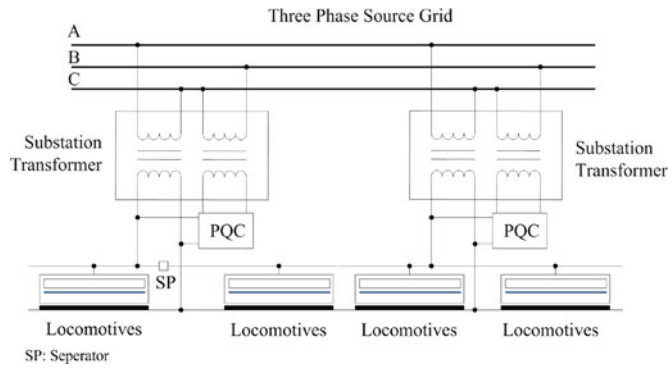 Three Phase Source Grid
A
B
C
Substation
Transformer
Substation
Transformer
PQC
PQC
SP
Locomotives
Locomotives
Locomotives
Locomotives
SP: Seperator